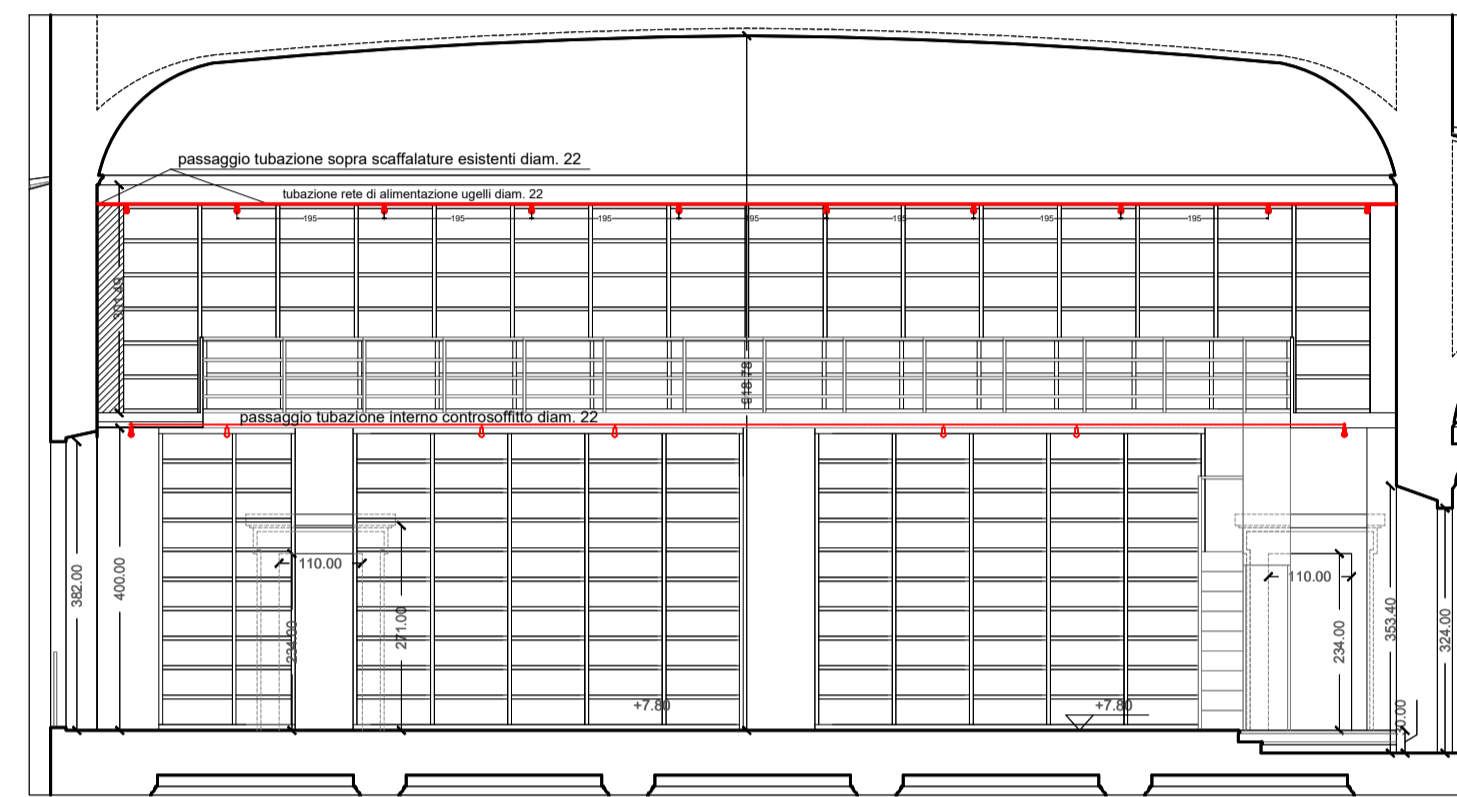 passaggio tubazione sopra scaffalature esistenti diam. 22
tubazione rete di alimentazione ugelli diam. 22
195 195 195 195 195 195 195
passaggio tubazione interno controsoffitto diam. 22
382.00
400.00
110.00
234.00
271.00
+7.80
+7.80
110.00
234.00
353.40
324.00